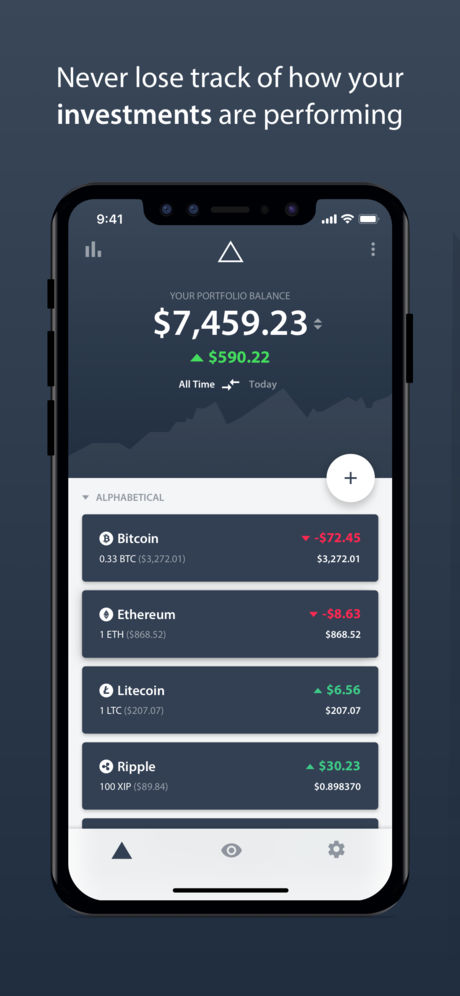 Never lose track of how your
investments are performing
9:41
YOUR PORTFOLIO BALANCE
$7,459.23
$590.22
All Time Today
+
ALPHABETICAL
Bitcoin -$72.45
0.33 BTC ($3,272.01) $3,272.01
Ethereum -$8.63
1 ETH ($868.52) $868.52
Litecoin $6.56
1 LTC ($207.07) $207.07
Ripple $30.23
100 XIP ($89.84) $0.898370